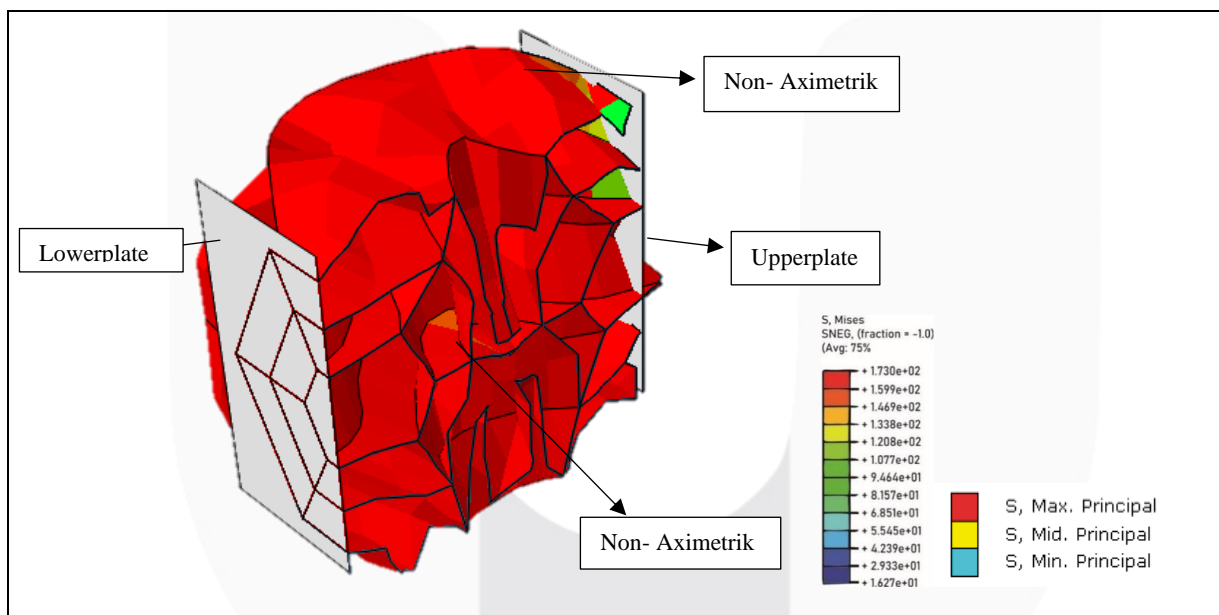 Non- Aximetrik
Lowerplate
Upperplate
Non- Aximetrik
S, Mises
SNEG, (fraction = -1.0)
(Avg: 75%
+ 1.730e+02
+ 1.599e+02
+ 1.469e+02
+ 1.338e+02
+ 1.208e+02
+ 1.077e+02
+ 9.464e+01
+ 8.157e+01
+ 6.851e+01
+ 5.545e+01
+ 4.239e+01
+ 2.933e+01
+ 1.627e+01
S, Max. Principal
S, Mid. Principal
S, Min. Principal